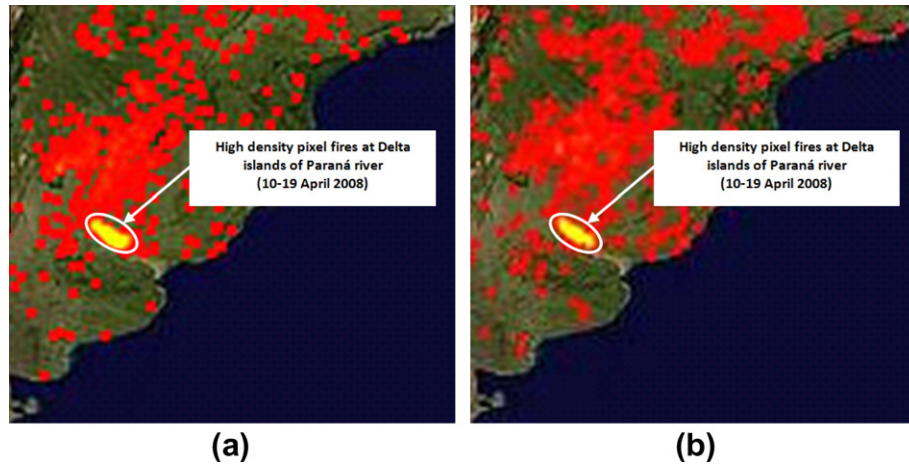 High density pixel fires at Delta
islands of Paraná river
(10-19 April 2008)
High density pixel fires at Delta
islands of Paraná river
(10-19 April 2008)
(a)
(b)